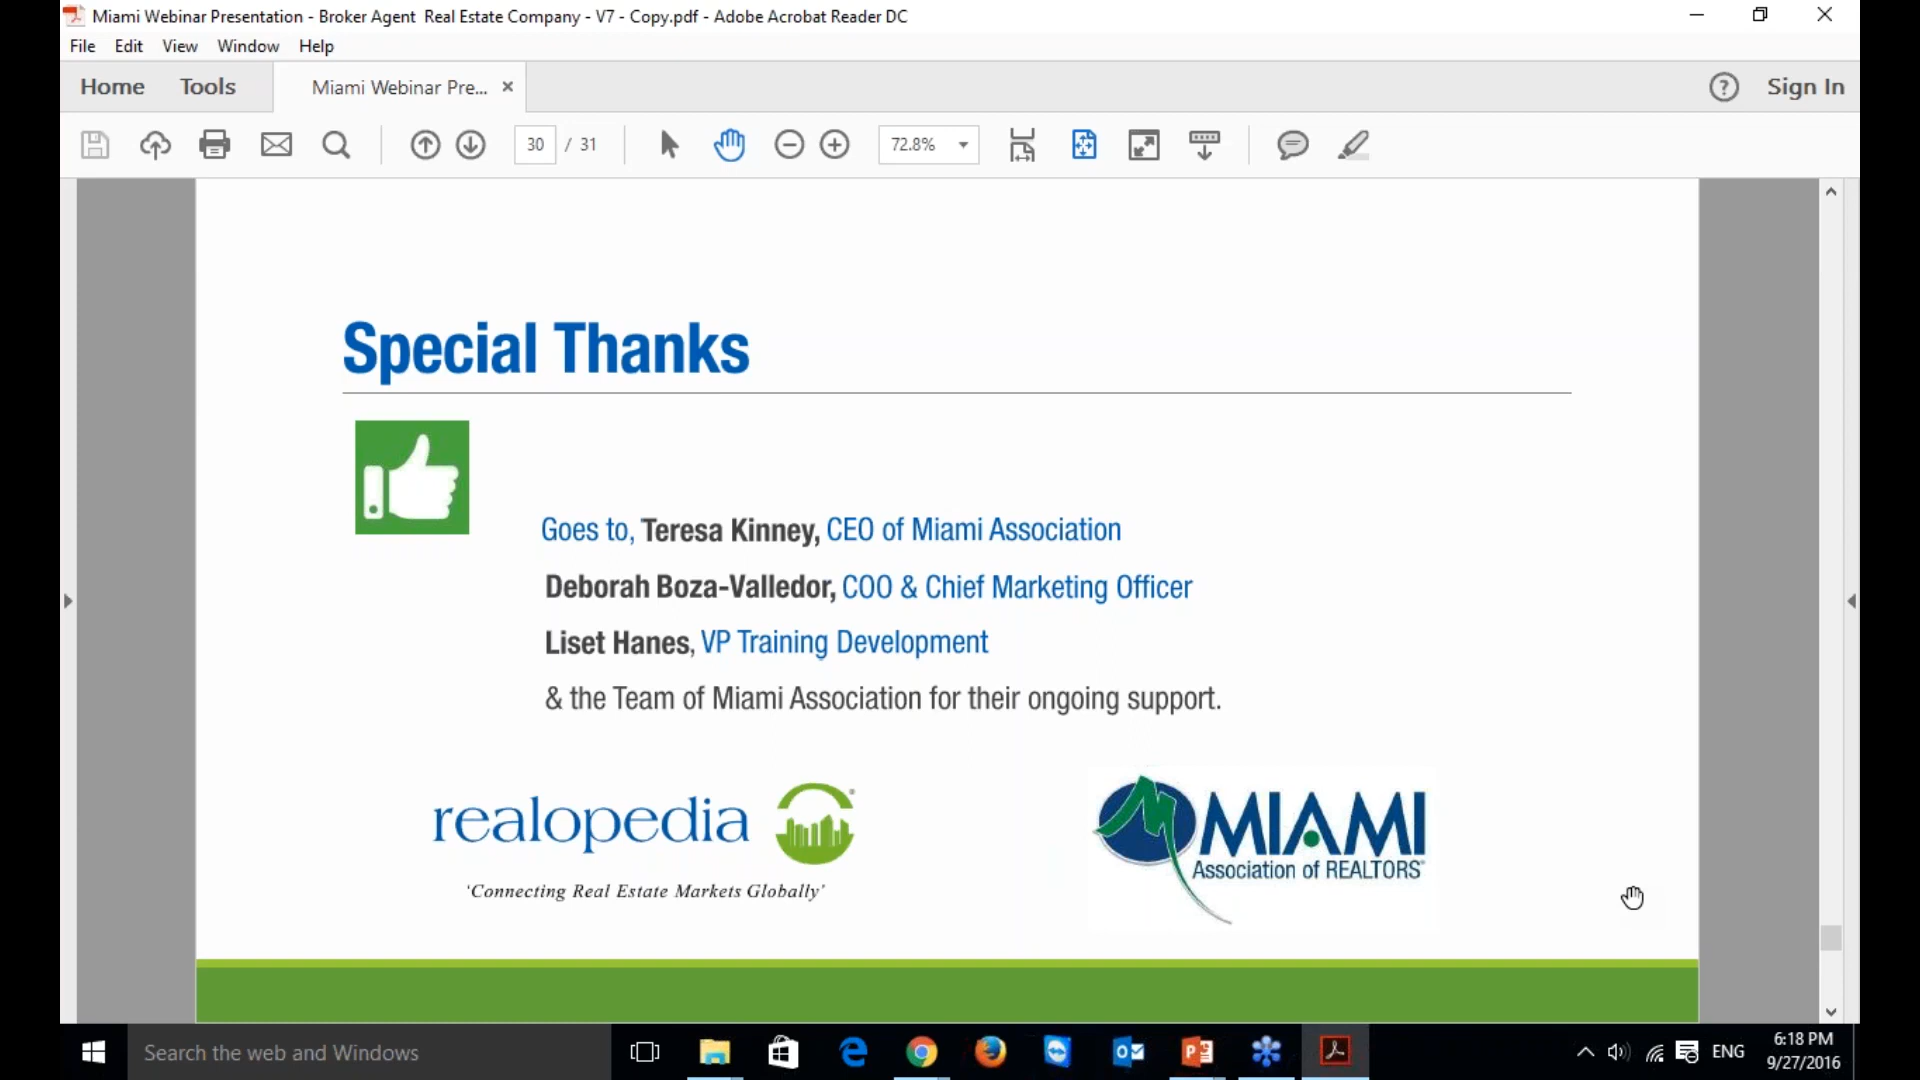 Miami Webinar Presentation - Broker Agent  Real Estate Company - V7 - Copy.pdf - Adobe Acrobat Reader DC
File Edit View Window Help
Home Tools Miami Webinar Pre... × ? Sign In
30 / 31 72.8%
Special Thanks
Goes to, Teresa Kinney, CEO of Miami Association
Deborah Boza-Valledor, COO & Chief Marketing Officer
Liset Hanes, VP Training Development
& the Team of Miami Association for their ongoing support.
realopedia®
'Connecting Real Estate Markets Globally'
MIAMI
Association of REALTORS®
Search the web and Windows
ENG
6:18 PM
9/27/2016